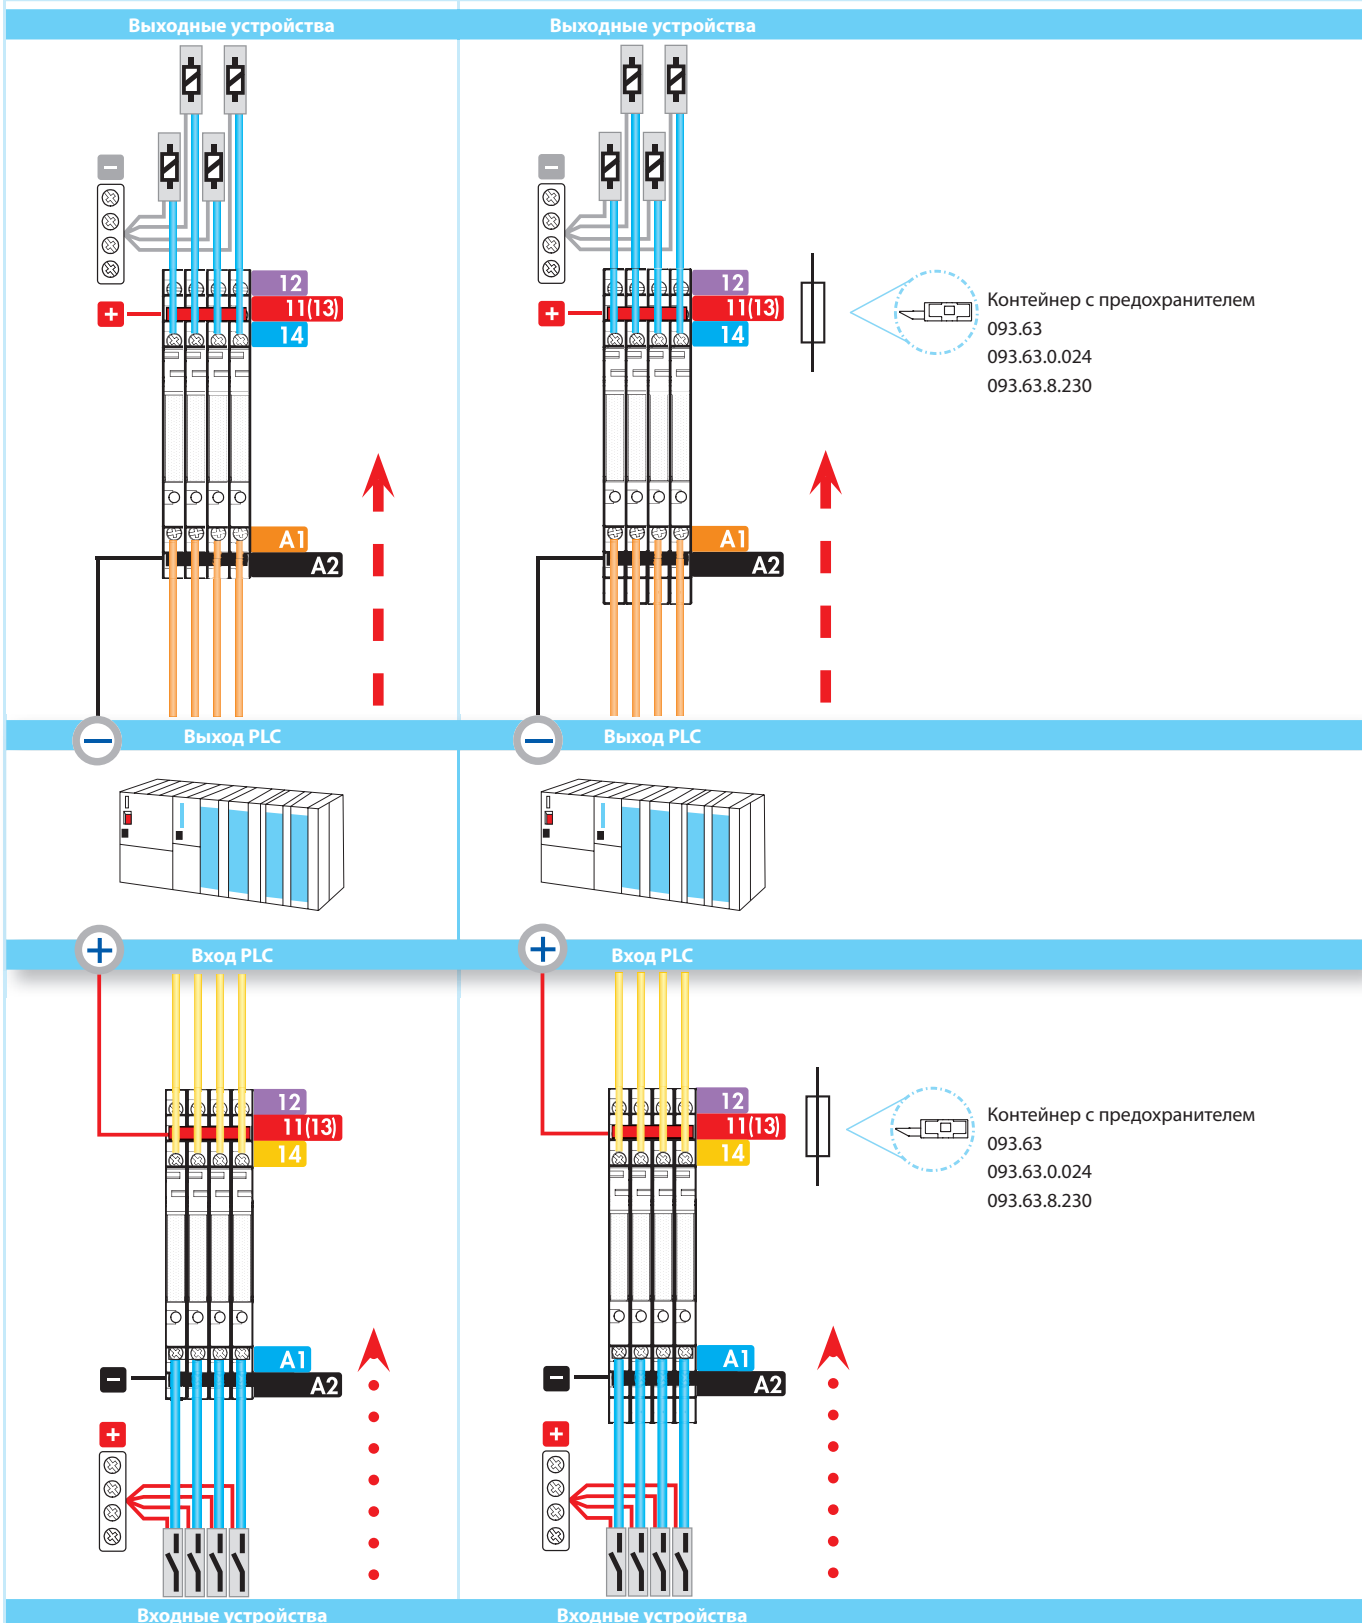 Выходные устройства
Выходные устройства
−
−
12
12
+
11(13)
+
11(13)
14
14
Контейнер с предохранителем
093.63
093.63.0.024
093.63.8.230
A1
A1
A2
A2
−
Выход PLC
−
Выход PLC
+
Вход PLC
+
Вход PLC
12
12
11(13)
11(13)
14
14
Контейнер с предохранителем
093.63
093.63.0.024
093.63.8.230
A1
A1
−
A2
−
A2
+
+
Входные устройства
Входные устройства